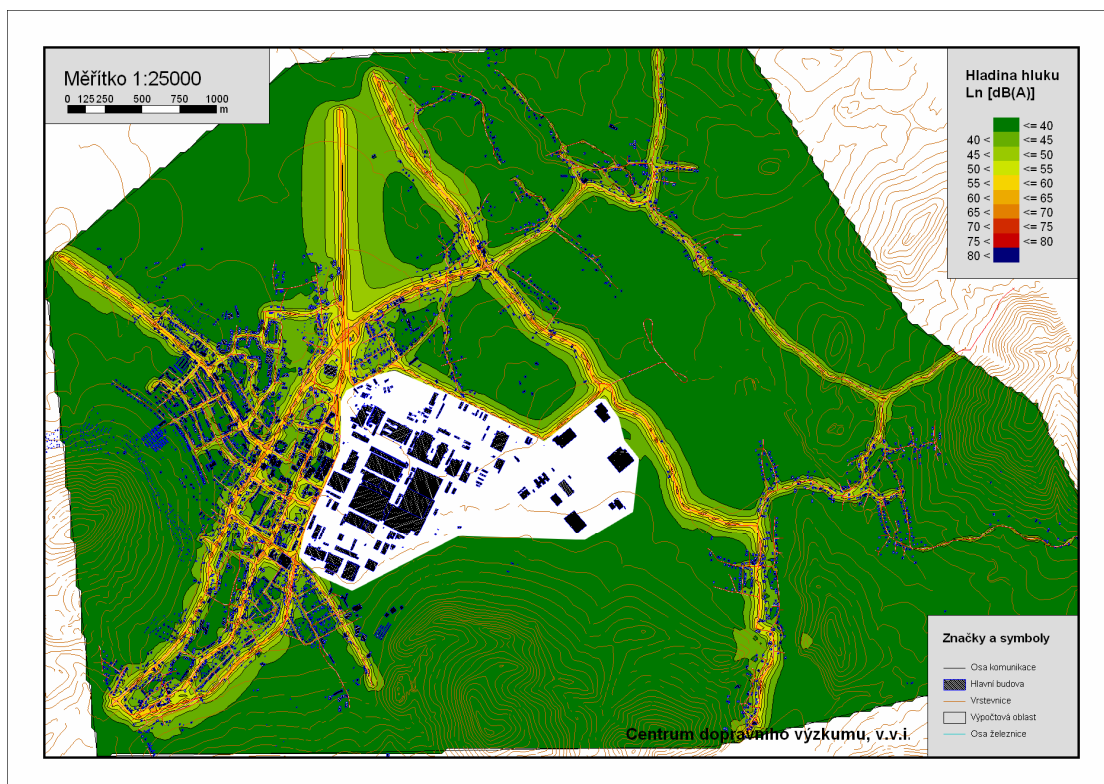 Měřítko 1:25000
0 125 250 500 750 1000
m
Hladina hluku
Ln [dB(A)]
<= 40
40 < <= 45
45 < <= 50
50 < <= 55
55 < <= 60
60 < <= 65
65 < <= 70
70 < <= 75
75 < <= 80
80 <
Značky a symboly
Osa komunikace
Hlavní budova
Vrstevnice
Výpočtová oblast
Osa železnice
Centrum dopravního výzkumu, v.v.i.